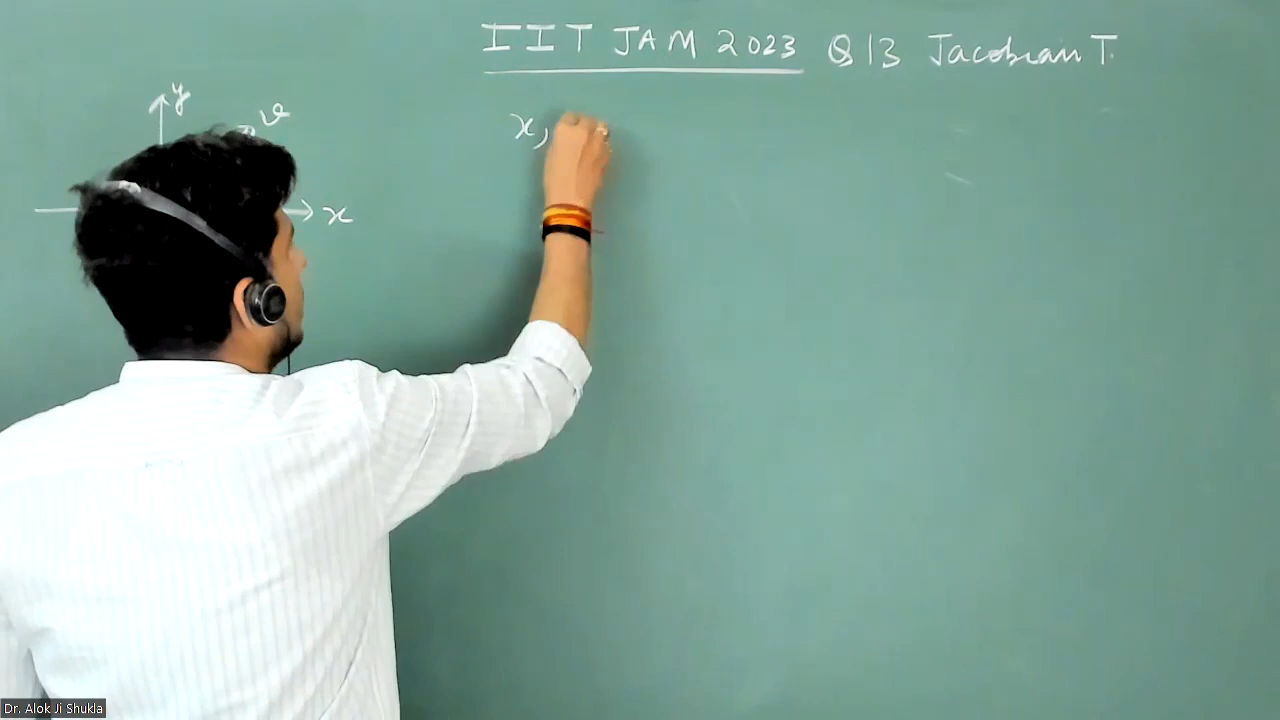 IIT JAM 2023 Q13 Jacobian T.
y
v
x,
x
Dr. Alok Ji Shukla